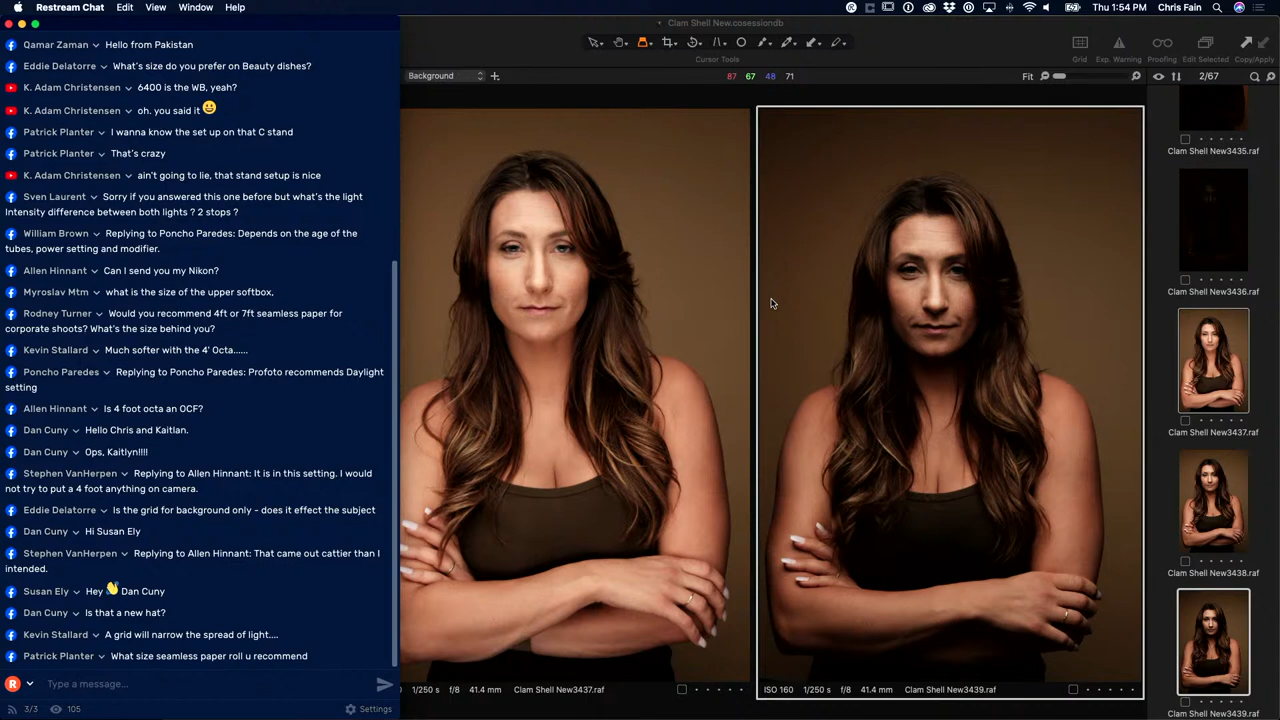 Restream Chat Edit View Window Help
Thu 1:54 PM Chris Fain
Qamar Zaman Hello from Pakistan
Eddie Delatorre What's size do you prefer on Beauty dishes?
K. Adam Christensen 6400 is the WB, yeah?
K. Adam Christensen oh. you said it 😀
Patrick Planter I wanna know the set up on that C stand
Patrick Planter That's crazy
K. Adam Christensen ain't going to lie, that stand setup is nice
Sven Laurent Sorry if you answered this one before but what's the light
Intensity difference between both lights ? 2 stops ?
William Brown Replying to Poncho Paredes: Depends on the age of the
tubes, power setting and modifier.
Allen Hinnant Can I send you my Nikon?
Myroslav Mtm what is the size of the upper softbox,
Rodney Turner Would you recommend 4ft or 7ft seamless paper for
corporate shoots? What's the size behind you?
Kevin Stallard Much softer with the 4' Octa......
Poncho Paredes Replying to Poncho Paredes: Profoto recommends Daylight
setting
Allen Hinnant Is 4 foot octa an OCF?
Dan Cuny Hello Chris and Kaitlan.
Dan Cuny Ops, Kaitlyn!!!!
Stephen VanHerpen Replying to Allen Hinnant: It is in this setting. I would
not try to put a 4 foot anything on camera.
Eddie Delatorre Is the grid for background only - does it effect the subject
Dan Cuny Hi Susan Ely
Stephen VanHerpen Replying to Allen Hinnant: That came out cattier than I
intended.
Susan Ely Hey 👋 Dan Cuny
Dan Cuny Is that a new hat?
Kevin Stallard A grid will narrow the spread of light....
Patrick Planter What size seamless paper roll u recommend
R Type a message...
3/3 105 Settings
Clam Shell New.cosessiondb
Cursor Tools
Grid Exp. Warning Proofing Edit Selected Copy/Apply
Background + 87 67 48 71 Fit 2/67
0 1/250 s f/8 41.4 mm Clam Shell New3437.raf
ISO 160 1/250 s f/8 41.4 mm Clam Shell New3439.raf
Clam Shell New3435.raf
Clam Shell New3436.raf
Clam Shell New3437.raf
Clam Shell New3438.raf
Clam Shell New3439.raf